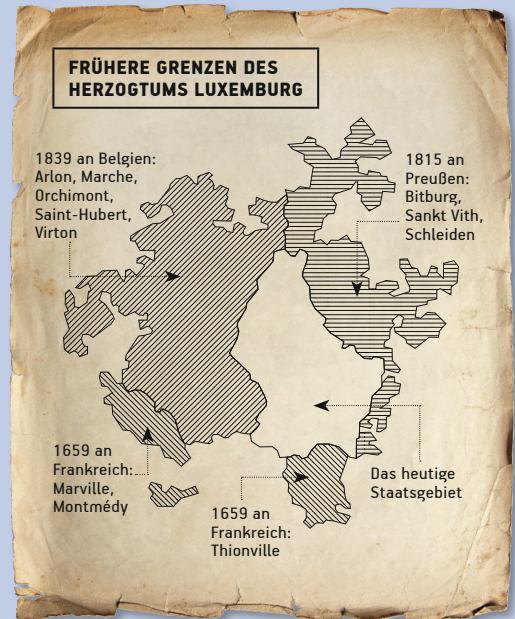 FRÜHERE GRENZEN DES
HERZOGTUMS LUXEMBURG
1839 an Belgien:
Arlon, Marche,
Orchimont,
Saint-Hubert,
Virton
1815 an
Preußen:
Bitburg,
Sankt Vith,
Schleiden
1659 an
Frankreich:
Marville,
Montmédy
1659 an
Frankreich:
Thionville
Das heutige
Staatsgebiet